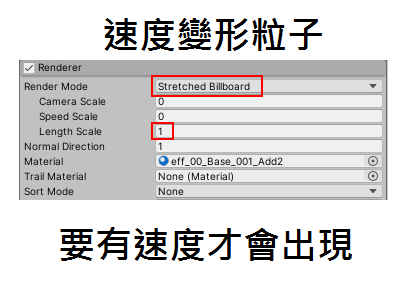 速度變形粒子
Renderer
Render Mode Stretched Billboard
Camera Scale 0
Speed Scale 0
Length Scale 1
Normal Direction 1
Material eff_00_Base_001_Add2
Trail Material None (Material)
Sort Mode None
要有速度才會出現